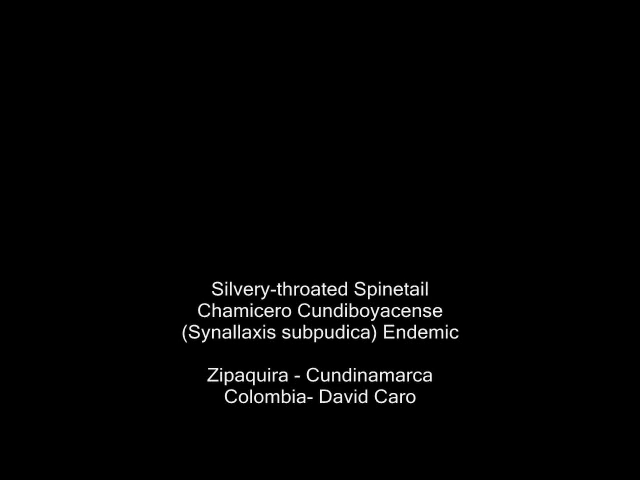 Silvery-throated Spinetail
Chamicero Cundiboyacense
(Synallaxis subpudica) Endemic
Zipaquira - Cundinamarca
Colombia- David Caro